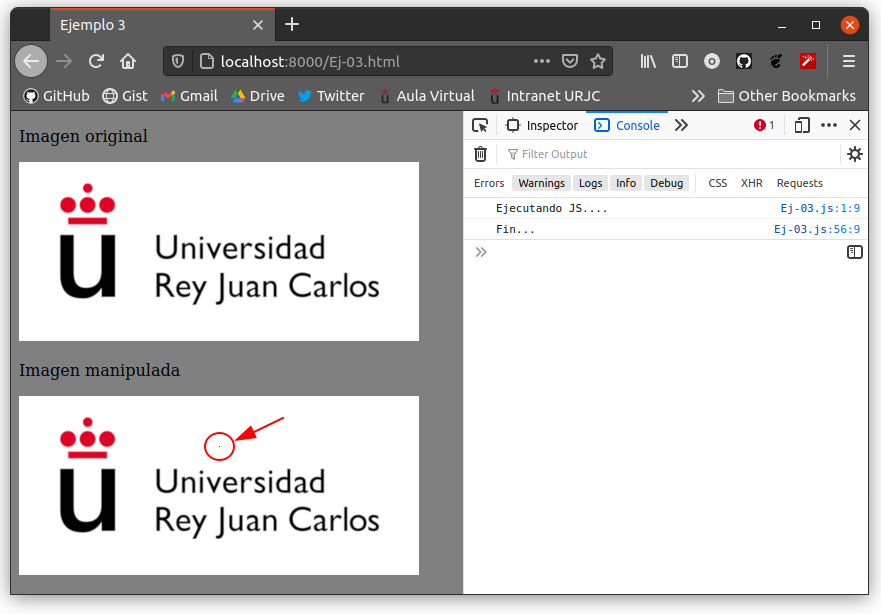 Ejemplo 3
localhost:8000/Ej-03.html
GitHub Gist Gmail Drive Twitter Aula Virtual Intranet URJC Other Bookmarks
Imagen original
u Universidad
Rey Juan Carlos
Imagen manipulada
u Universidad
Rey Juan Carlos
Inspector Console 1
Filter Output
Errors Warnings Logs Info Debug CSS XHR Requests
Ejecutando JS.... Ej-03.js:1:9
Fin... Ej-03.js:56:9